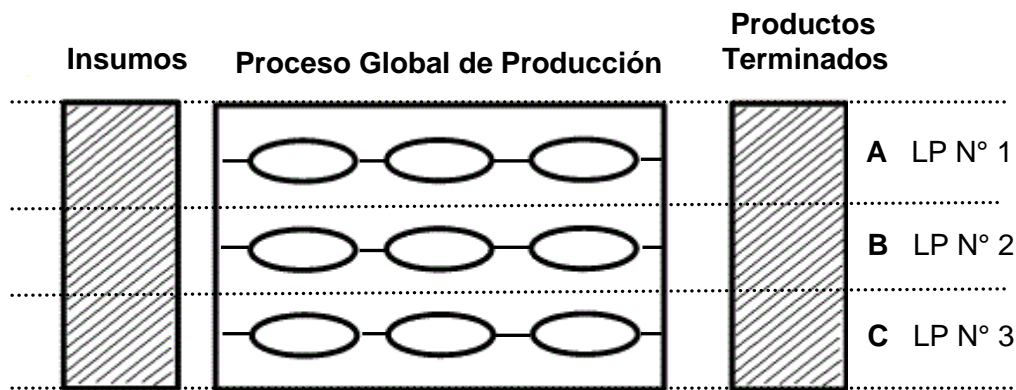 Insumos
Proceso Global de Producción
Productos
Terminados
A LP N° 1
B LP N° 2
C LP N° 3